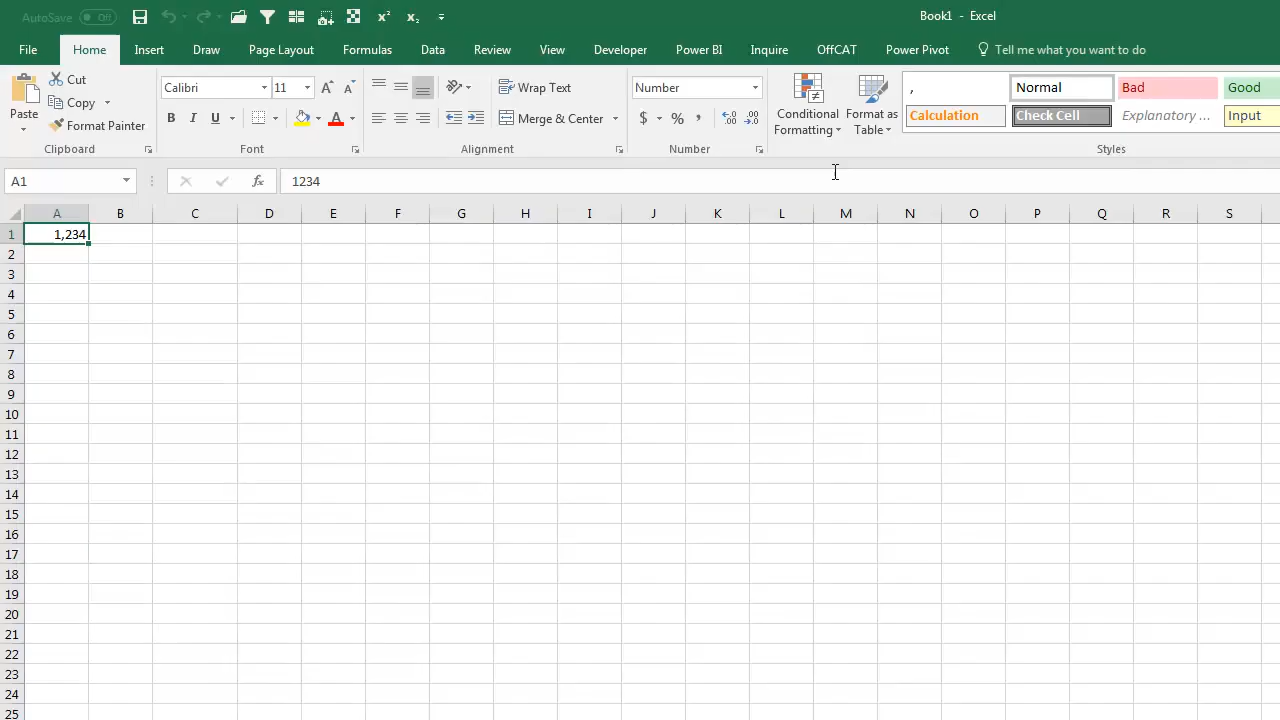 AutoSave Off
Book1 - Excel
File Home Insert Draw Page Layout Formulas Data Review View Developer Power BI Inquire OffCAT Power Pivot Tell me what you want to do
Paste
Cut
Copy
Format Painter
Clipboard
Calibri 11
B I U
Font
Wrap Text
Merge & Center
Alignment
Number
$ % ,
Number
Conditional Formatting
Format as Table
, Normal Bad Good
Calculation Check Cell Explanatory ... Input
Styles
A1 fx 1234
A B C D E F G H I J K L M N O P Q R S
1 1,234
2
3
4
5
6
7
8
9
10
11
12
13
14
15
16
17
18
19
20
21
22
23
24
25